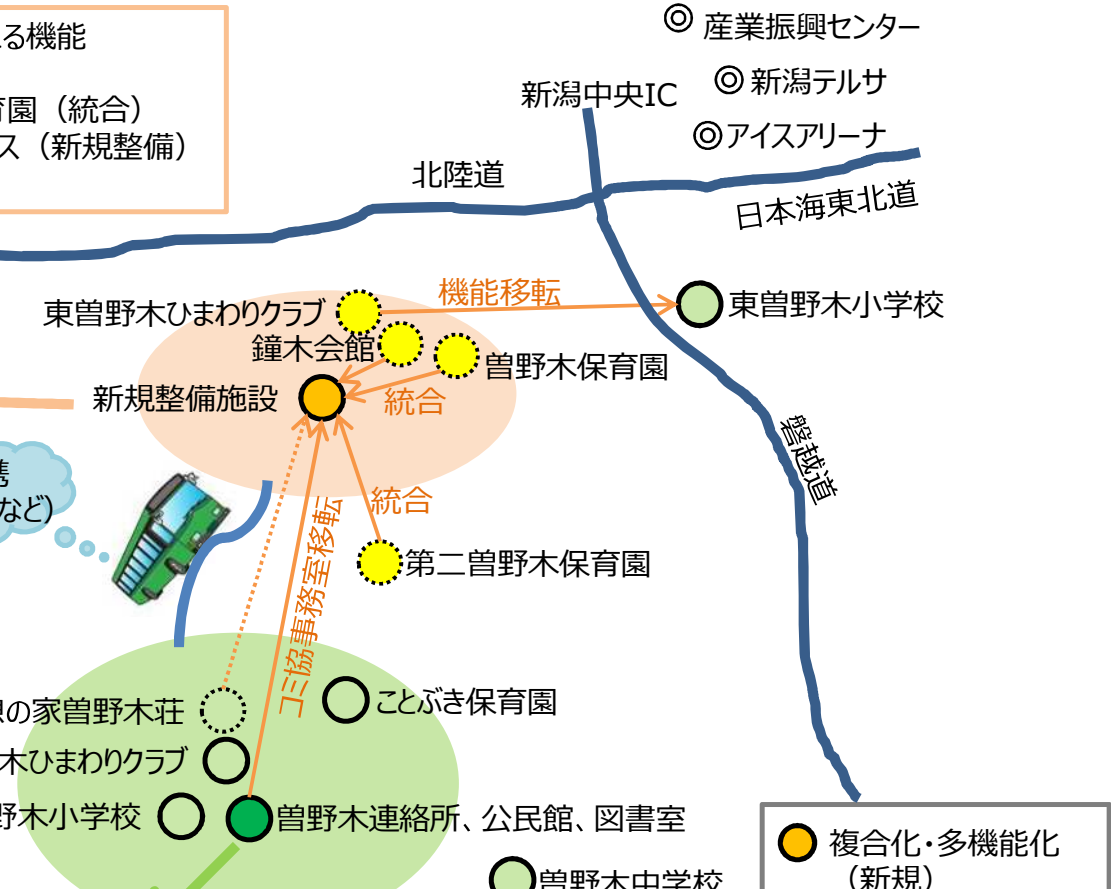 る機能
育園（統合）
ス（新規整備）
◎ 産業振興センター
◎ 新潟テルサ
◎アイスアリーナ
新潟中央IC
北陸道
日本海東北道
東曽野木ひまわりクラブ
機能移転
東曽野木小学校
鐘木会館
曽野木保育園
新規整備施設
統合
磐越道
携
など）
統合
コミ協事務室移転
第二曽野木保育園
の家曽野木荘
ことぶき保育園
木ひまわりクラブ
野木小学校
曽野木連絡所、公民館、図書室
曽野木中学校
複合化・多機能化
（新規）